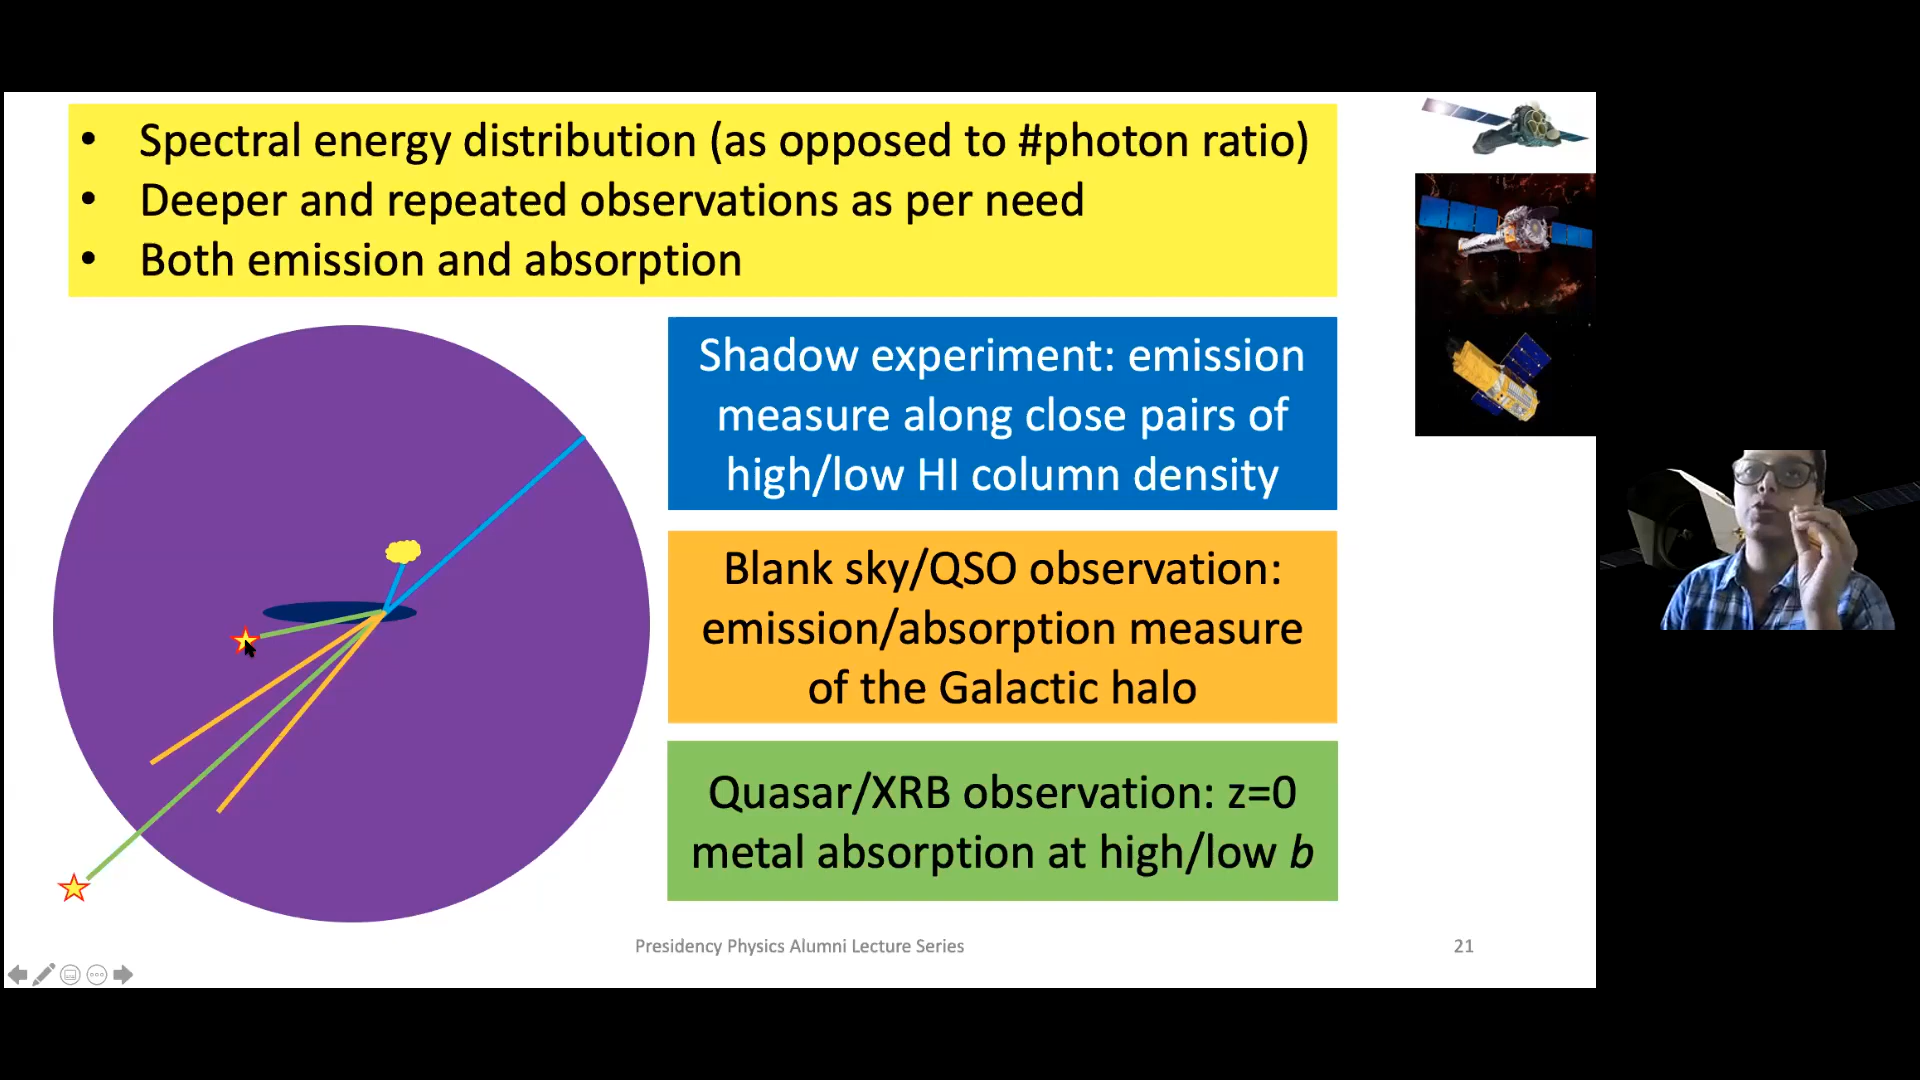 • Spectral energy distribution (as opposed to #photon ratio)
• Deeper and repeated observations as per need
• Both emission and absorption
Shadow experiment: emission
measure along close pairs of
high/low HI column density
Blank sky/QSO observation:
emission/absorption measure
of the Galactic halo
Quasar/XRB observation: z=0
metal absorption at high/low b
Presidency Physics Alumni Lecture Series
21